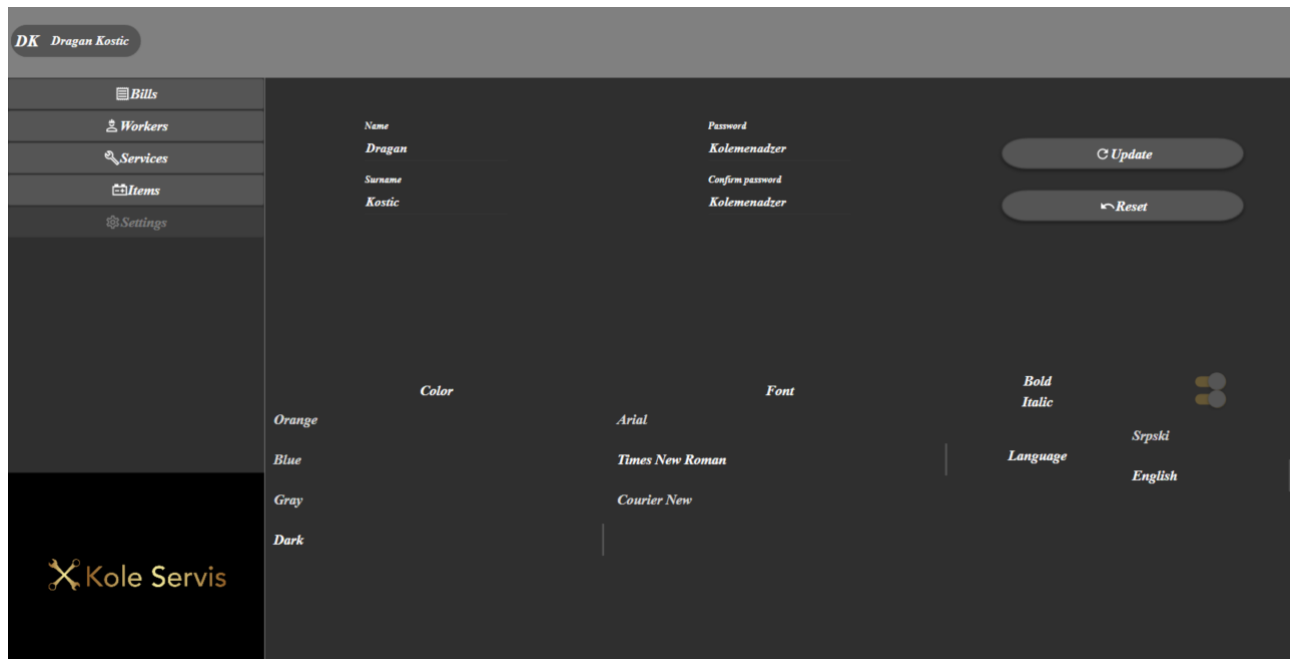 DK Dragan Kostic
Bills
Workers
Services
Items
Settings
Name
Dragan
Surname
Kostic
Password
Kolemenadzer
Confirm password
Kolemenadzer
Update
Reset
Color
Orange
Blue
Gray
Dark
Font
Arial
Times New Roman
Courier New
Bold
Italic
Language
Srpski
English
Kole Servis